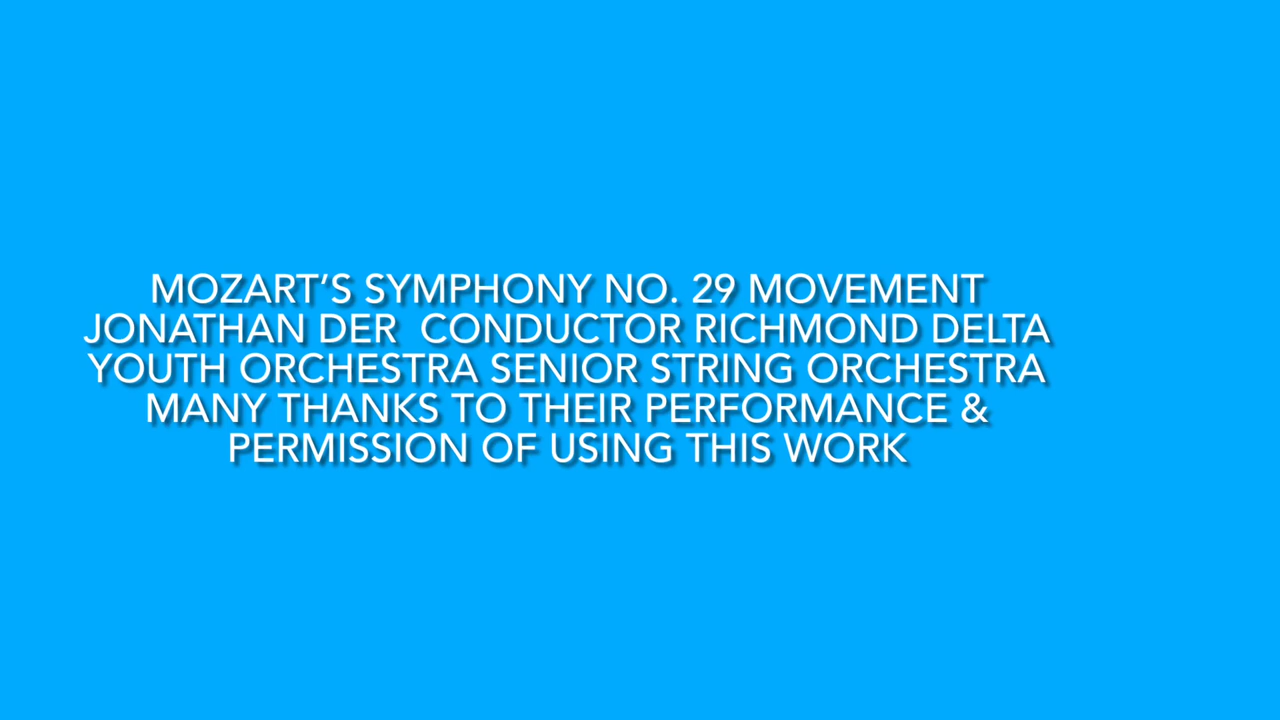 MOZART’S SYMPHONY NO. 29 MOVEMENT
JONATHAN DER  CONDUCTOR RICHMOND DELTA
YOUTH ORCHESTRA SENIOR STRING ORCHESTRA
MANY THANKS TO THEIR PERFORMANCE &
PERMISSION OF USING THIS WORK